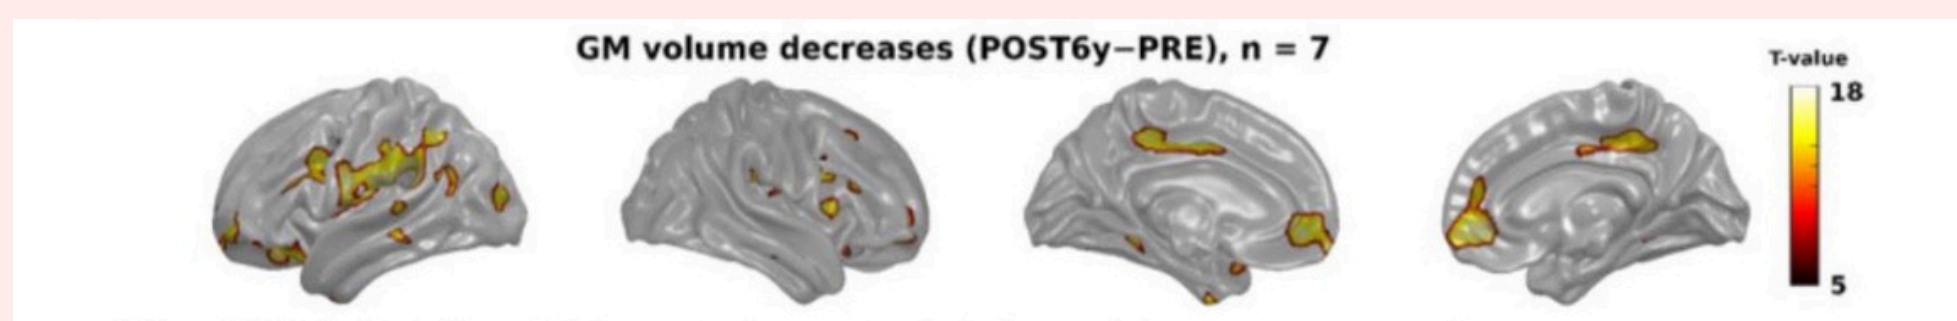 GM volume decreases (POST6y−PRE), n = 7
T-value
18
5